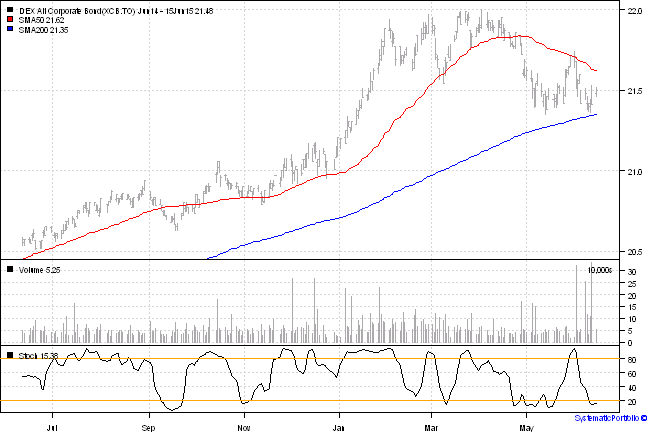 DEX All Corporate Bond(XCB.TO) Jun14 - 15Jun15 21.48
SMA50 21.62
SMA200 21.35
22.0
21.5
21.0
20.5
Volume 5.25
10,000s
30
25
20
15
10
5
0
Stoch 15.38
80
60
40
20
Jul
Sep
Nov
Jan
Mar
May
SystematicPortfolio ©